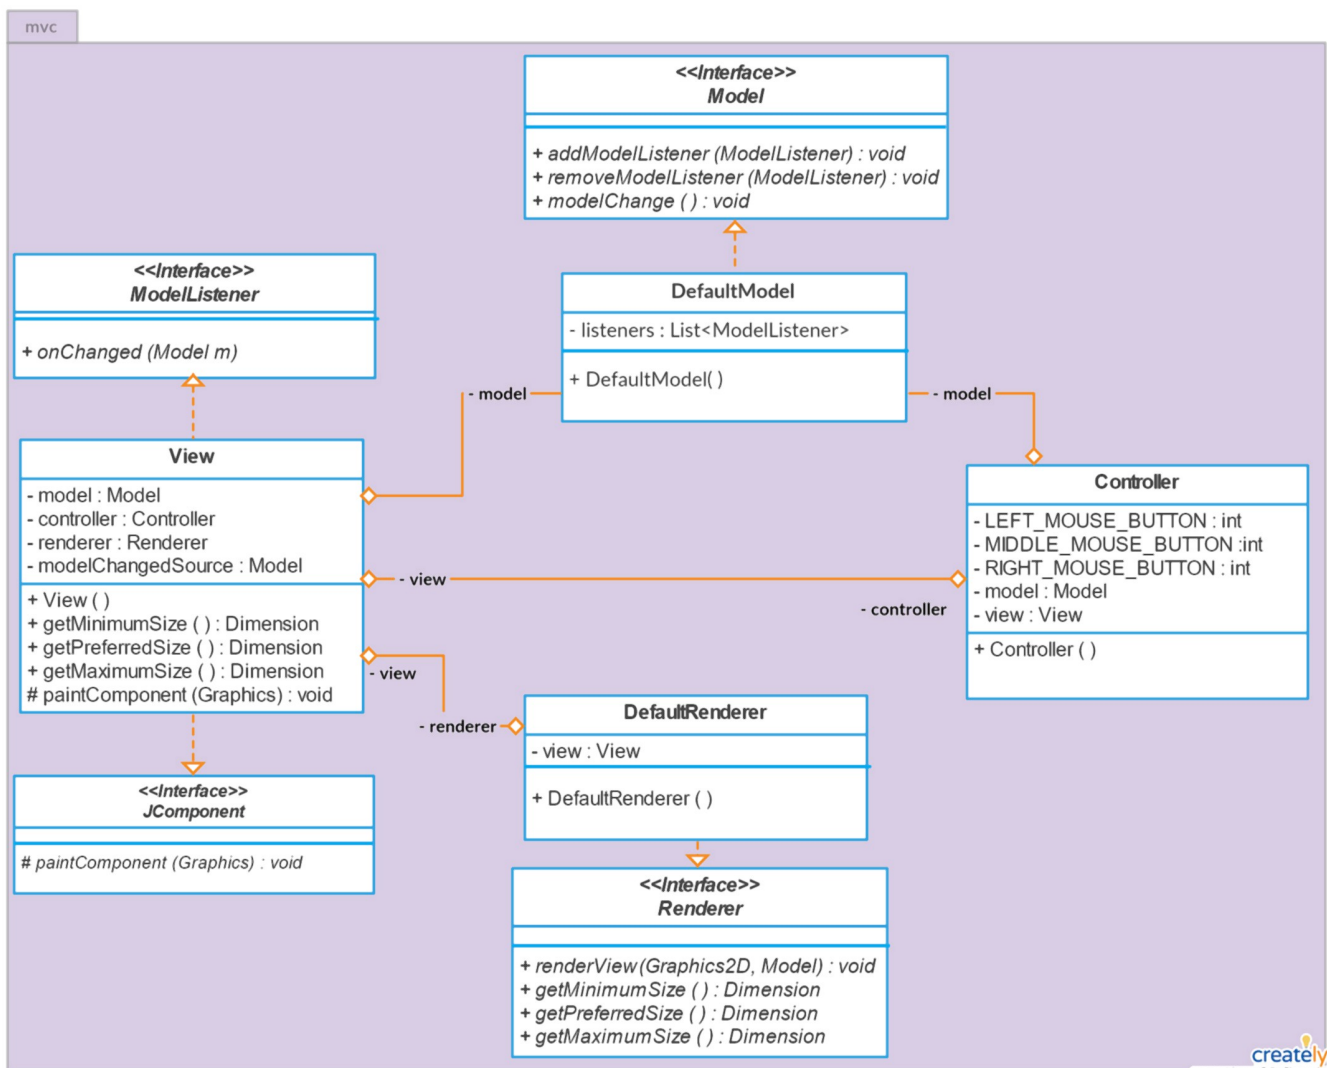 mvc
<<Interface>>
Model
+ addModelListener (ModelListener) : void
+ removeModelListener (ModelListener) : void
+ modelChange ( ) : void
<<Interface>>
ModelListener
+ onChanged (Model m)
DefaultModel
- listeners : List<ModelListener>
+ DefaultModel( )
- model
- model
View
- model : Model
- controller : Controller
- renderer : Renderer
- modelChangedSource : Model
+ View ( )
+ getMinimumSize ( ) : Dimension
+ getPreferredSize ( ) : Dimension
+ getMaximumSize ( ) : Dimension
# paintComponent (Graphics) : void
Controller
- LEFT_MOUSE_BUTTON : int
- MIDDLE_MOUSE_BUTTON :int
- RIGHT_MOUSE_BUTTON : int
- model : Model
- view : View
+ Controller ( )
- view
- controller
- view
- renderer
DefaultRenderer
- view : View
+ DefaultRenderer ( )
<<Interface>>
JComponent
# paintComponent (Graphics) : void
<<Interface>>
Renderer
+ renderView(Graphics2D, Model) : void
+ getMinimumSize ( ) : Dimension
+ getPreferredSize ( ) : Dimension
+ getMaximumSize ( ) : Dimension
creately